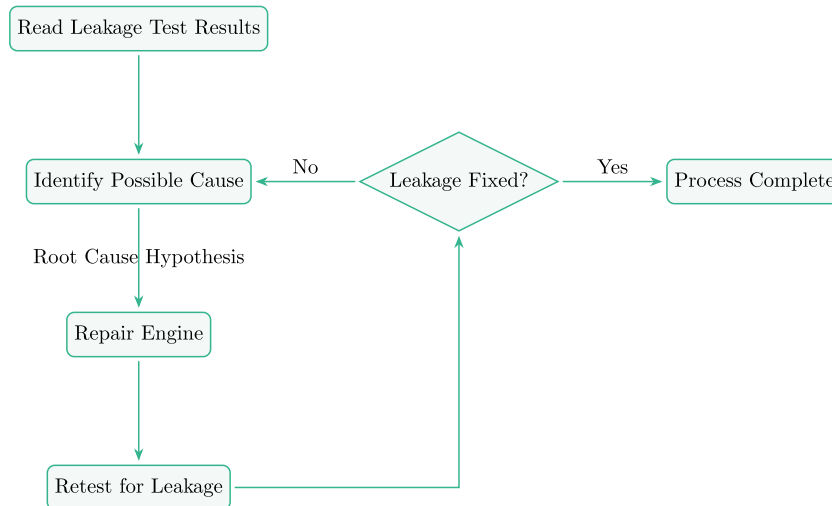 Read Leakage Test Results
Identify Possible Cause
No
Leakage Fixed?
Yes
Process Complete
Root Cause Hypothesis
Repair Engine
Retest for Leakage